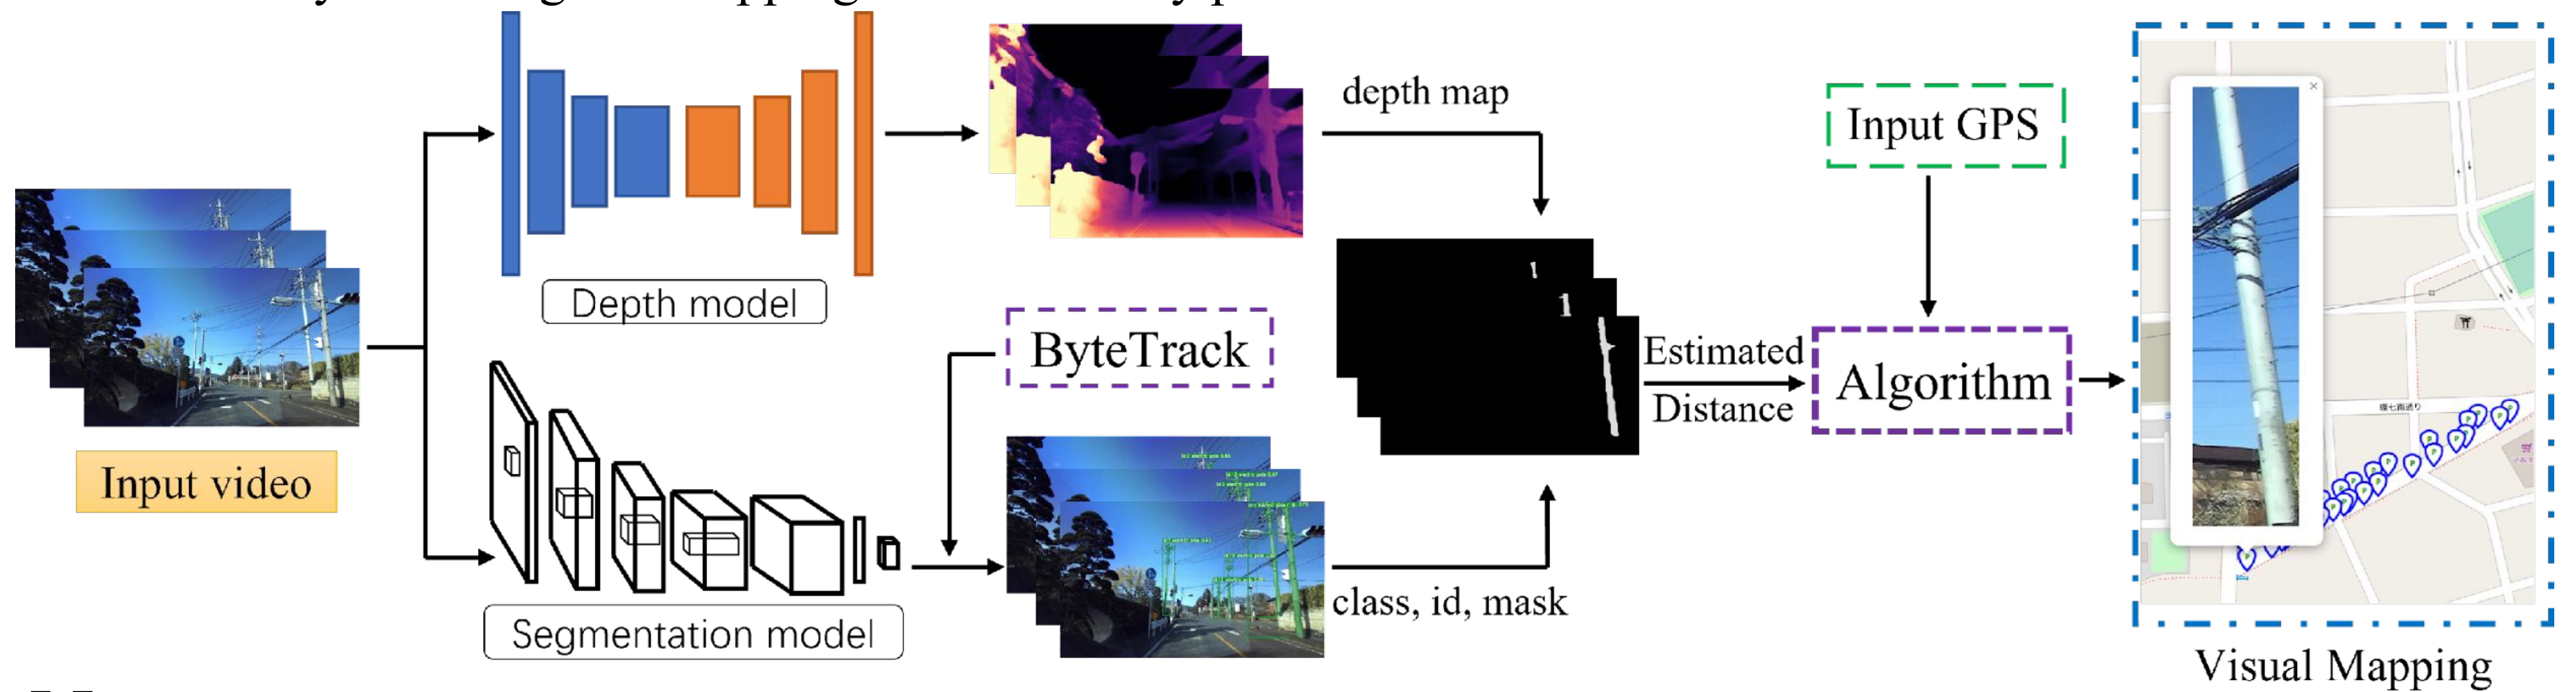 depth map
Input GPS
Depth model
ByteTrack
Estimated
Distance
Algorithm
Input video
class, id, mask
Segmentation model
Visual Mapping